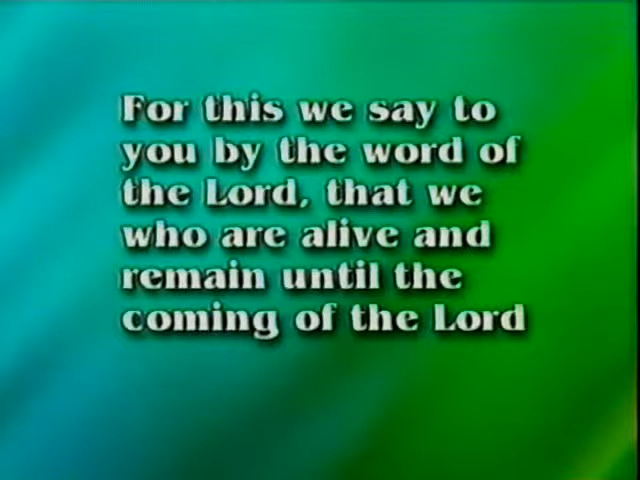 For this we say to
you by the word of
the Lord, that we
who are alive and
remain until the
coming of the Lord